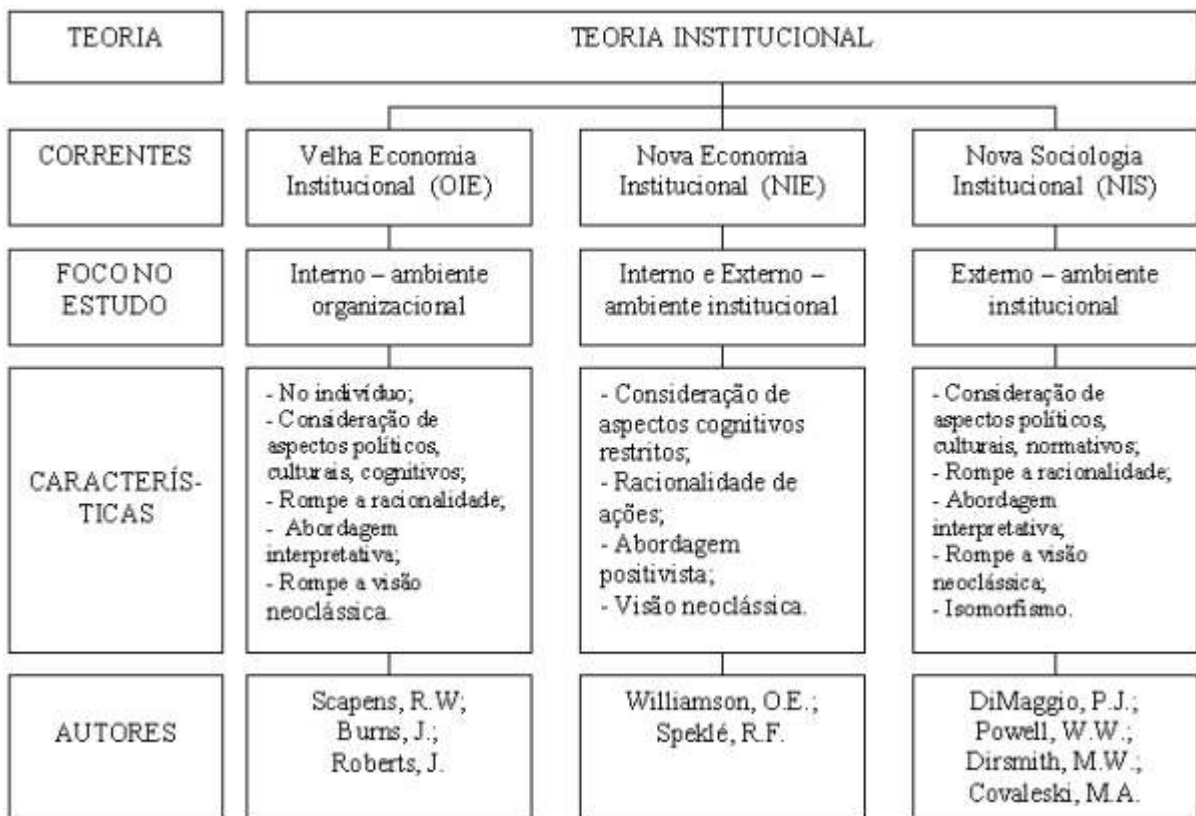 TEORIA
TEORIA INSTITUCIONAL
CORRENTES
Velha Economia
Institucional (OIE)
Nova Economia
Institucional (NIE)
Nova Sociologia
Institucional (NIS)
FOCO NO
ESTUDO
Interno – ambiente
organizacional
Interno e Externo –
ambiente institucional
Externo – ambiente
institucional
CARACTERÍS-
TICAS
- No indivíduo;
- Consideração de
aspectos políticos,
culturais, cognitivos;
- Rompe a racionalidade;
- Abordagem
interpretativa;
- Rompe a visão
neoclássica.
- Consideração de
aspectos cognitivos
restritos;
- Racionalidade de
ações;
- Abordagem
positivista;
- Visão neoclássica.
- Consideração de
aspectos políticos,
culturais, normativos;
- Rompe a racionalidade;
- Abordagem
interpretativa;
- Rompe a visão
neoclássica;
- Isomorfismo.
AUTORES
Scapens, R.W;
Burns, J.;
Roberts, J.
Williamson, O.E.;
Speklé, R.F.
DiMaggio, P.J.;
Powell, W.W.;
Dirsmith, M.W.;
Covaleski, M.A.